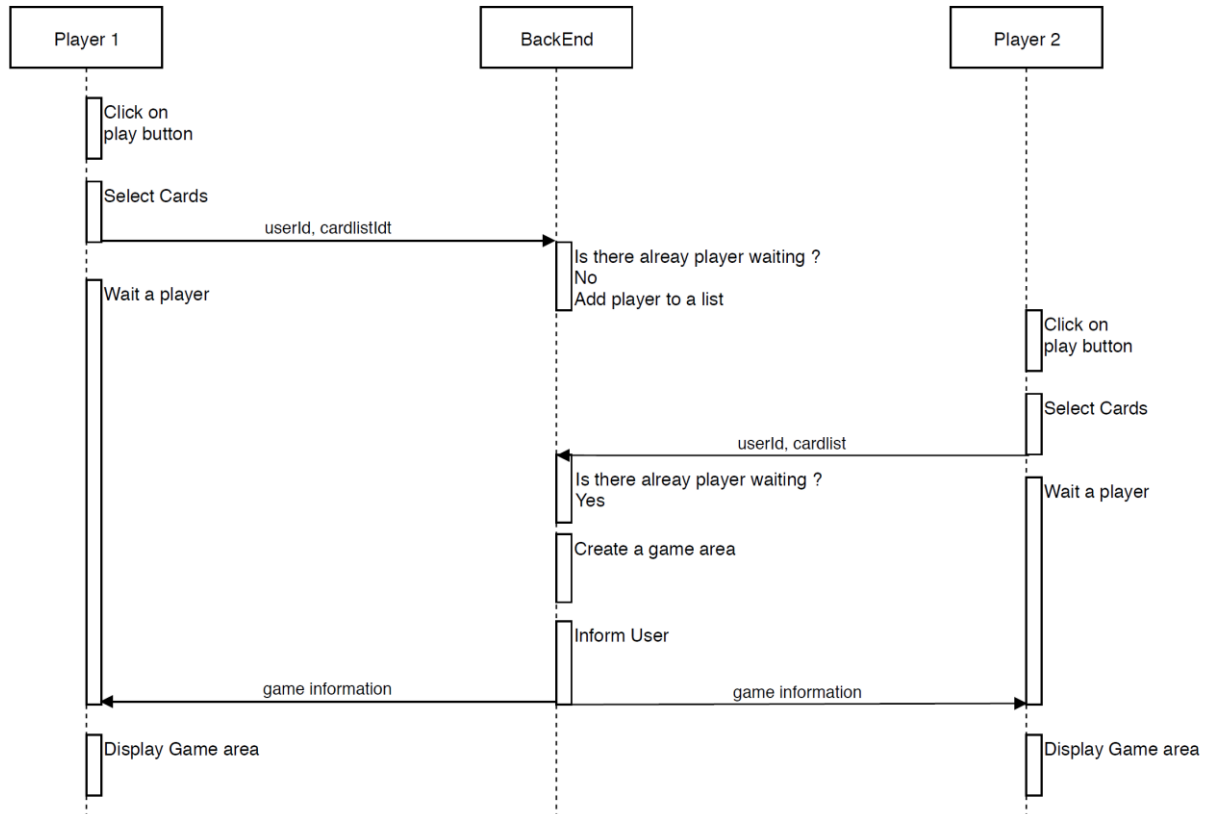 Player 1
BackEnd
Player 2
Click on
play button
Select Cards
userId, cardlistIdt
Is there alreay player waiting ?
No
Add player to a list
Wait a player
Click on
play button
Select Cards
userId, cardlist
Is there alreay player waiting ?
Yes
Wait a player
Create a game area
Inform User
game information
game information
Display Game area
Display Game area